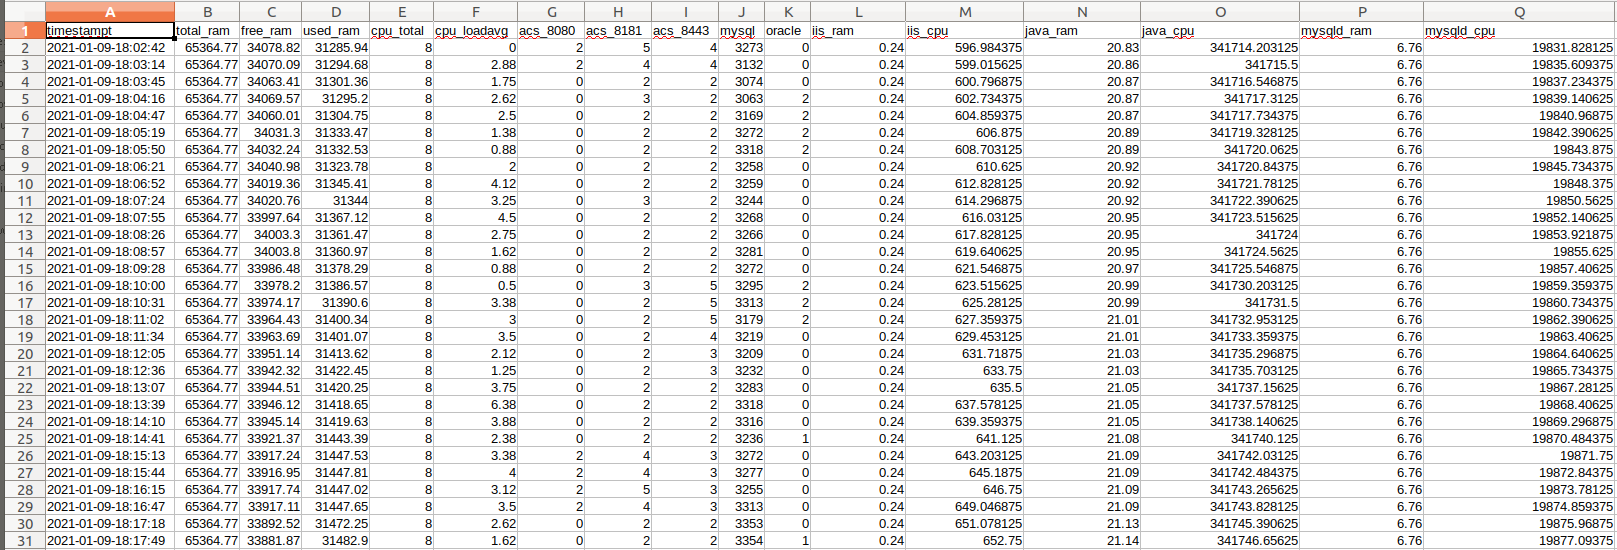 A B C D E F G H I J K L M N O P Q
1 timestampt total_ram free_ram used_ram cpu_total cpu_loadavg acs_8080 acs_8181 acs_8443 mysql oracle iis_ram iis_cpu java_ram java_cpu mysqld_ram mysqld_cpu
2 2021-01-09-18:02:42 65364.77 34078.82 31285.94 8 0 2 5 4 3273 0 0.24 596.984375 20.83 341714.203125 6.76 19831.828125
3 2021-01-09-18:03:14 65364.77 34070.09 31294.68 8 2.88 2 4 4 3132 0 0.24 599.015625 20.86 341715.5 6.76 19835.609375
4 2021-01-09-18:03:45 65364.77 34063.41 31301.36 8 1.75 0 2 2 3074 0 0.24 600.796875 20.87 341716.546875 6.76 19837.234375
5 2021-01-09-18:04:16 65364.77 34069.57 31295.2 8 2.62 0 3 2 3063 2 0.24 602.734375 20.87 341717.3125 6.76 19839.140625
6 2021-01-09-18:04:47 65364.77 34060.01 31304.75 8 2.5 0 2 2 3169 2 0.24 604.859375 20.87 341717.734375 6.76 19840.96875
7 2021-01-09-18:05:19 65364.77 34031.3 31333.47 8 1.38 0 2 2 3272 2 0.24 606.875 20.89 341719.328125 6.76 19842.390625
8 2021-01-09-18:05:50 65364.77 34032.24 31332.53 8 0.88 0 2 2 3318 2 0.24 608.703125 20.89 341720.0625 6.76 19843.875
9 2021-01-09-18:06:21 65364.77 34040.98 31323.78 8 2 0 2 2 3258 0 0.24 610.625 20.92 341720.84375 6.76 19845.734375
10 2021-01-09-18:06:52 65364.77 34019.36 31345.41 8 4.12 0 2 2 3259 0 0.24 612.828125 20.92 341721.78125 6.76 19848.375
11 2021-01-09-18:07:24 65364.77 34020.76 31344 8 3.25 0 3 2 3244 0 0.24 614.296875 20.92 341722.390625 6.76 19850.5625
12 2021-01-09-18:07:55 65364.77 33997.64 31367.12 8 4.5 0 2 2 3268 0 0.24 616.03125 20.95 341723.515625 6.76 19852.140625
13 2021-01-09-18:08:26 65364.77 34003.3 31361.47 8 2.75 0 2 2 3266 0 0.24 617.828125 20.95 341724 6.76 19853.921875
14 2021-01-09-18:08:57 65364.77 34003.8 31360.97 8 1.62 0 2 2 3281 0 0.24 619.640625 20.95 341724.5625 6.76 19855.625
15 2021-01-09-18:09:28 65364.77 33986.48 31378.29 8 0.88 0 2 2 3272 0 0.24 621.546875 20.97 341725.546875 6.76 19857.40625
16 2021-01-09-18:10:00 65364.77 33978.2 31386.57 8 0.5 0 3 5 3295 2 0.24 623.515625 20.99 341730.203125 6.76 19859.359375
17 2021-01-09-18:10:31 65364.77 33974.17 31390.6 8 3.38 0 2 5 3313 2 0.24 625.28125 20.99 341731.5 6.76 19860.734375
18 2021-01-09-18:11:02 65364.77 33964.43 31400.34 8 3 0 2 5 3179 2 0.24 627.359375 21.01 341732.953125 6.76 19862.390625
19 2021-01-09-18:11:34 65364.77 33963.69 31401.07 8 3.5 0 2 4 3219 0 0.24 629.453125 21.01 341733.359375 6.76 19863.40625
20 2021-01-09-18:12:05 65364.77 33951.14 31413.62 8 2.12 0 2 3 3209 0 0.24 631.71875 21.03 341735.296875 6.76 19864.640625
21 2021-01-09-18:12:36 65364.77 33942.32 31422.45 8 1.25 0 2 3 3232 0 0.24 633.75 21.03 341735.703125 6.76 19865.734375
22 2021-01-09-18:13:07 65364.77 33944.51 31420.25 8 3.75 0 2 2 3283 0 0.24 635.5 21.05 341737.15625 6.76 19867.28125
23 2021-01-09-18:13:39 65364.77 33946.12 31418.65 8 6.38 0 2 2 3318 0 0.24 637.578125 21.05 341737.578125 6.76 19868.40625
24 2021-01-09-18:14:10 65364.77 33945.14 31419.63 8 3.88 0 2 2 3316 0 0.24 639.359375 21.05 341738.140625 6.76 19869.296875
25 2021-01-09-18:14:41 65364.77 33921.37 31443.39 8 2.38 0 2 2 3236 1 0.24 641.125 21.08 341740.125 6.76 19870.484375
26 2021-01-09-18:15:13 65364.77 33917.24 31447.53 8 3.38 2 4 3 3272 0 0.24 643.203125 21.09 341742.03125 6.76 19871.75
27 2021-01-09-18:15:44 65364.77 33916.95 31447.81 8 4 2 4 3 3277 0 0.24 645.1875 21.09 341742.484375 6.76 19872.84375
28 2021-01-09-18:16:15 65364.77 33917.74 31447.02 8 3.12 2 5 3 3255 0 0.24 646.75 21.09 341743.265625 6.76 19873.78125
29 2021-01-09-18:16:47 65364.77 33917.11 31447.65 8 3.5 2 4 3 3313 0 0.24 649.046875 21.09 341743.828125 6.76 19874.859375
30 2021-01-09-18:17:18 65364.77 33892.52 31472.25 8 2.62 0 2 2 3353 0 0.24 651.078125 21.13 341745.390625 6.76 19875.96875
31 2021-01-09-18:17:49 65364.77 33881.87 31482.9 8 1.62 0 2 2 3354 1 0.24 652.75 21.14 341746.65625 6.76 19877.09375